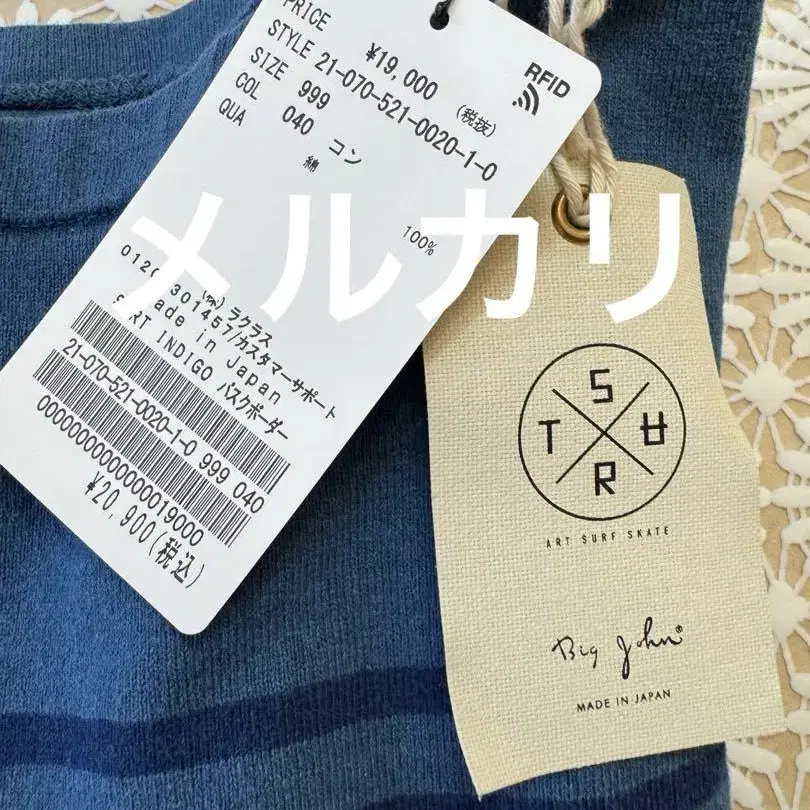 PRICE ¥19,000 (税抜)
STYLE 21-070-521-0020-1-0
SIZE 999
COL 040 コン
QUA 綿 100%
(株)ラクラス
301457/カスタマーサポート
ade in Japan
RT INDIGO バスクボーダー
21-070-521-0020-1-0 999 040
¥20,900(税込)
RFID
メルカリ
S
T
R
ART SURF SKATE
Big John®
MADE IN JAPAN